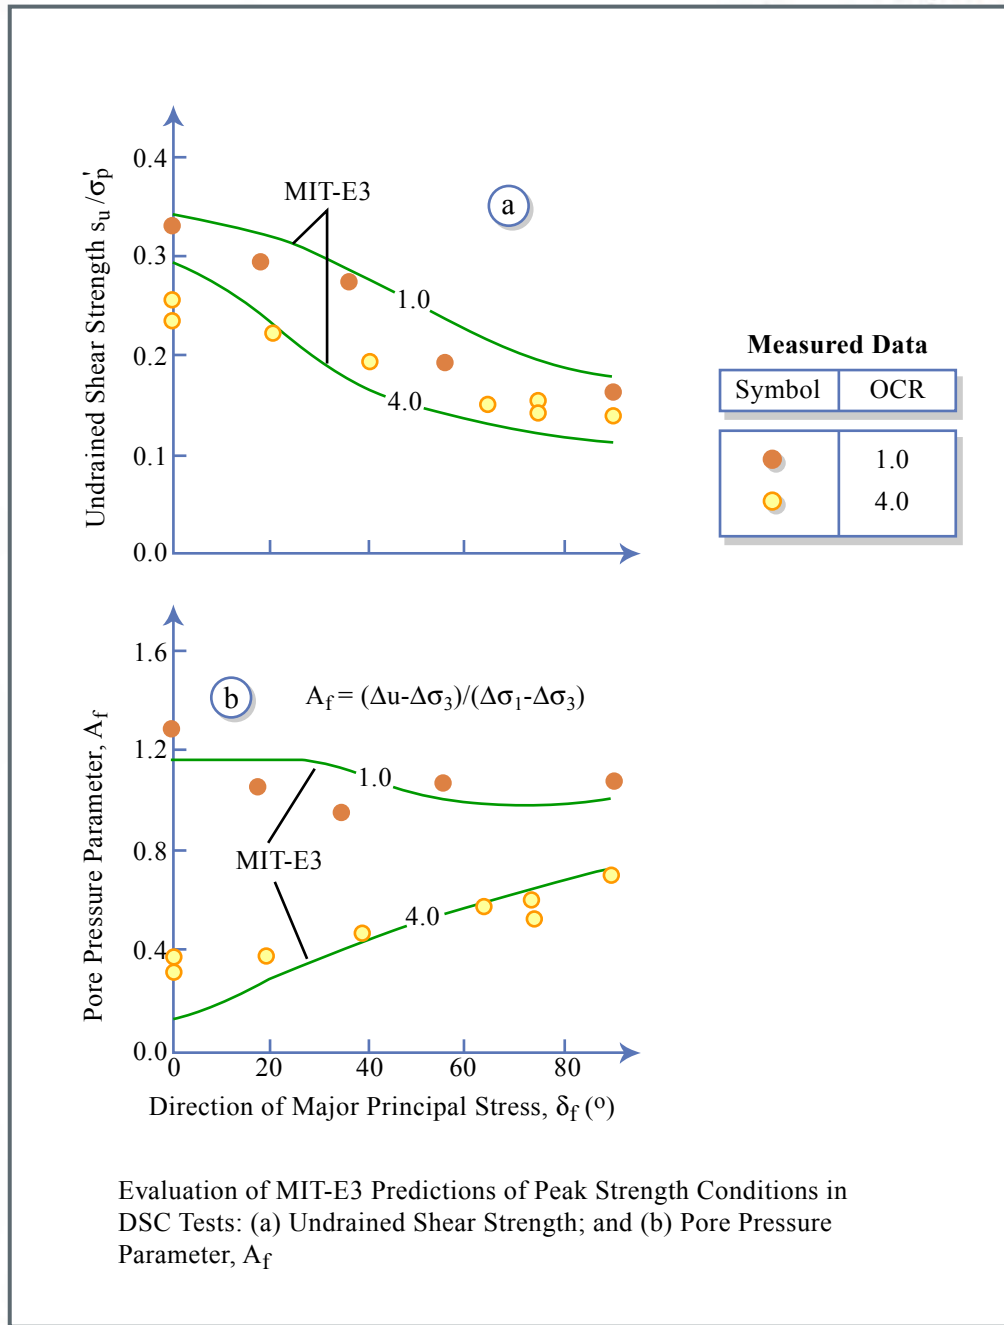 Undrained Shear Strength su/σ'p
0.4
0.3
0.2
0.1
0.0
MIT-E3
a
1.0
4.0
Measured Data
Symbol OCR
1.0
4.0
Pore Pressure Parameter, Af
1.6
1.2
0.8
0.4
0.0
b
Af = (Δu-Δσ3)/(Δσ1-Δσ3)
1.0
MIT-E3
4.0
0 20 40 60 80
Direction of Major Principal Stress, δf (o)
Evaluation of MIT-E3 Predictions of Peak Strength Conditions in
DSC Tests: (a) Undrained Shear Strength; and (b) Pore Pressure
Parameter, Af